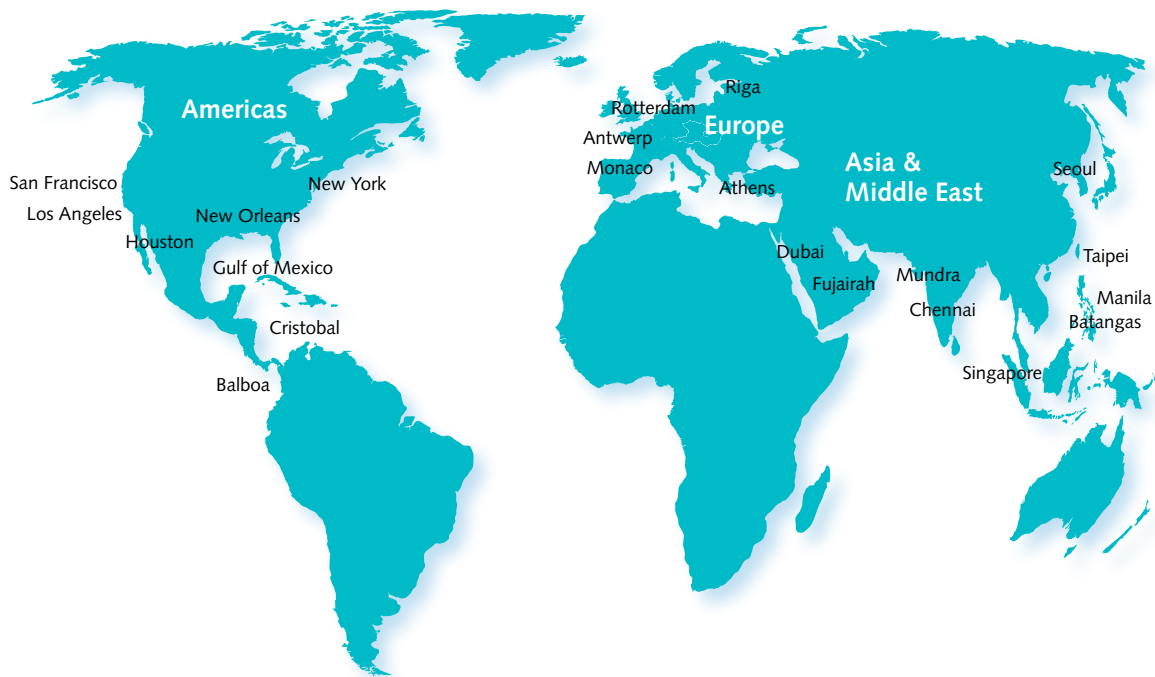 Americas
San Francisco
Los Angeles
Houston
New Orleans
New York
Gulf of Mexico
Cristobal
Balboa
Europe
Riga
Rotterdam
Antwerp
Monaco
Athens
Asia &
Middle East
Seoul
Dubai
Fujairah
Mundra
Chennai
Taipei
Manila
Batangas
Singapore